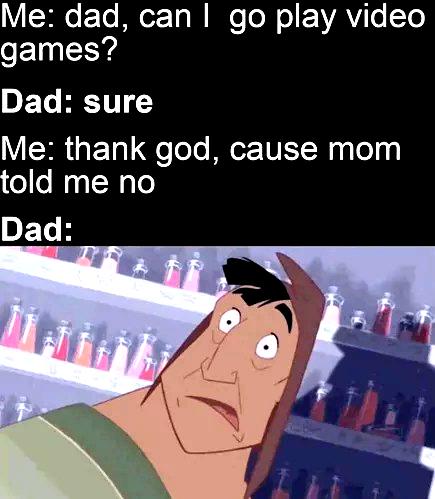 Me: dad, can I  go play video
games?
Dad: sure
Me: thank god, cause mom
told me no
Dad: